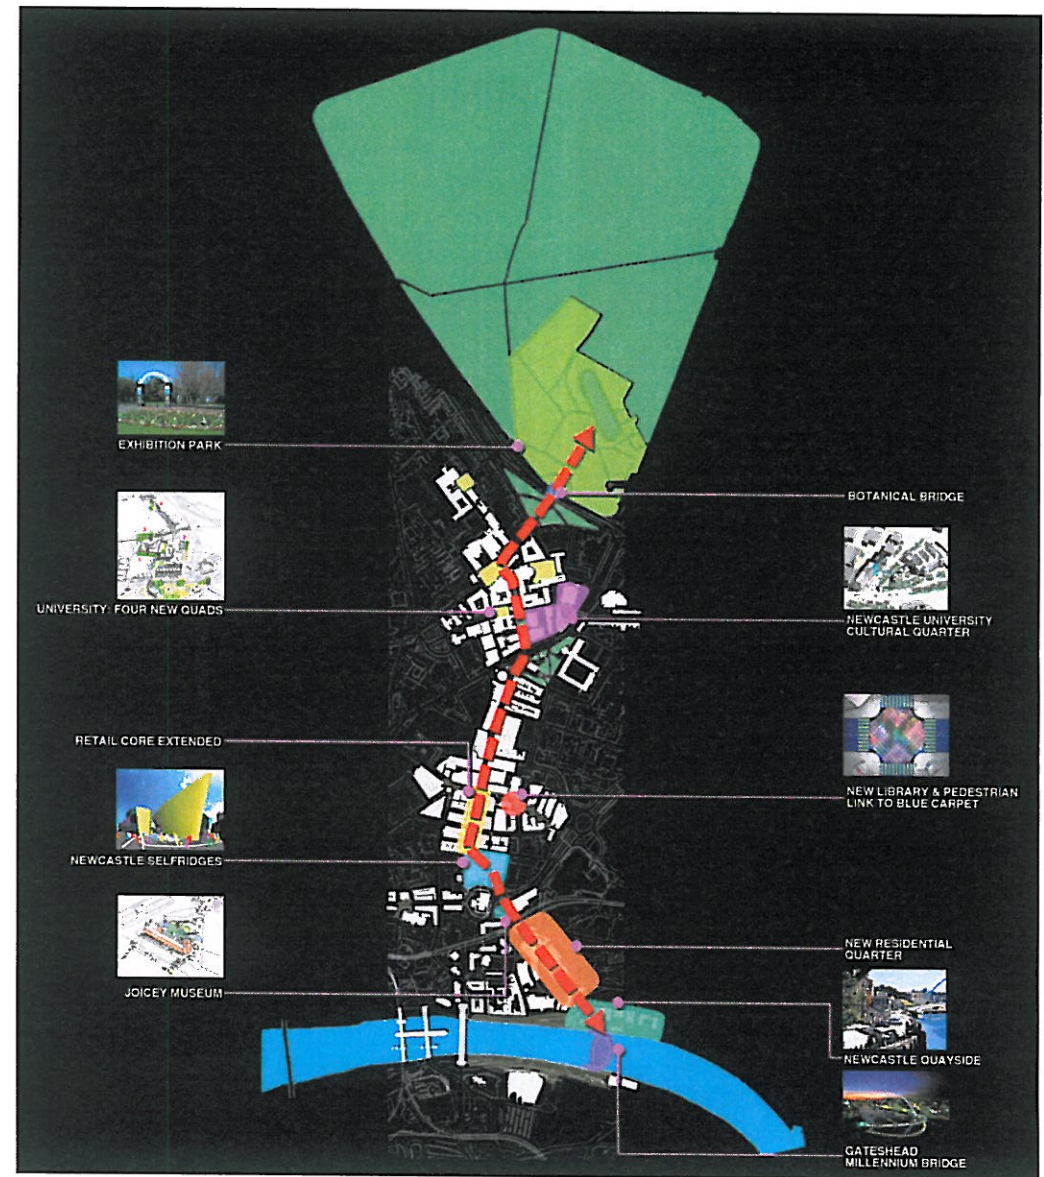 EXHIBITION PARK
UNIVERSITY: FOUR NEW QUADS
RETAIL CORE EXTENDED
NEWCASTLE SELFRIDGES
JOICEY MUSEUM
BOTANICAL BRIDGE
NEWCASTLE UNIVERSITY
CULTURAL QUARTER
NEW LIBRARY & PEDESTRIAN
LINK TO BLUE CARPET
NEW RESIDENTIAL
QUARTER
NEWCASTLE QUAYSIDE
GATESHEAD
MILLENNIUM BRIDGE